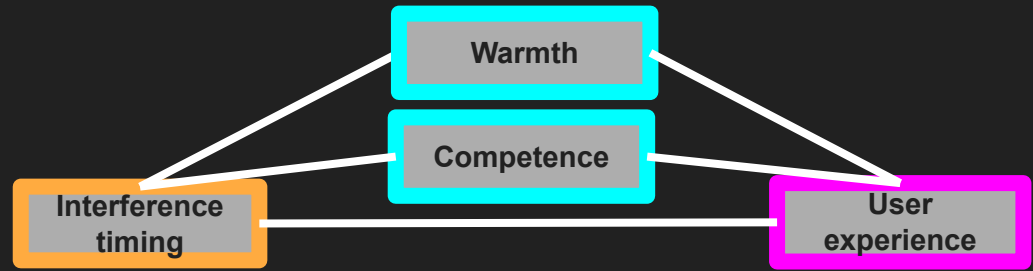 Warmth
Competence
Interference
timing
User
experience